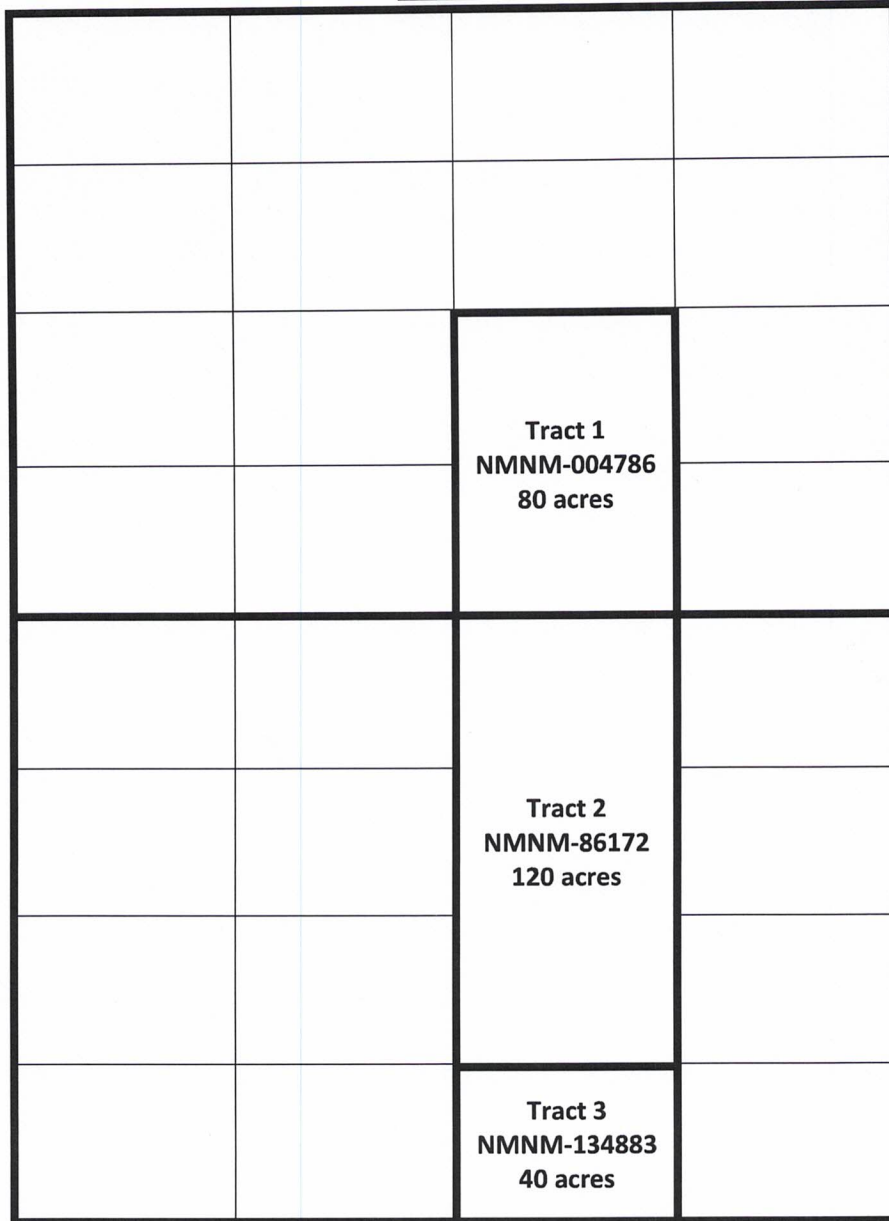 Tract 1
NMNM-004786
80 acres
Tract 2
NMNM-86172
120 acres
Tract 3
NMNM-134883
40 acres